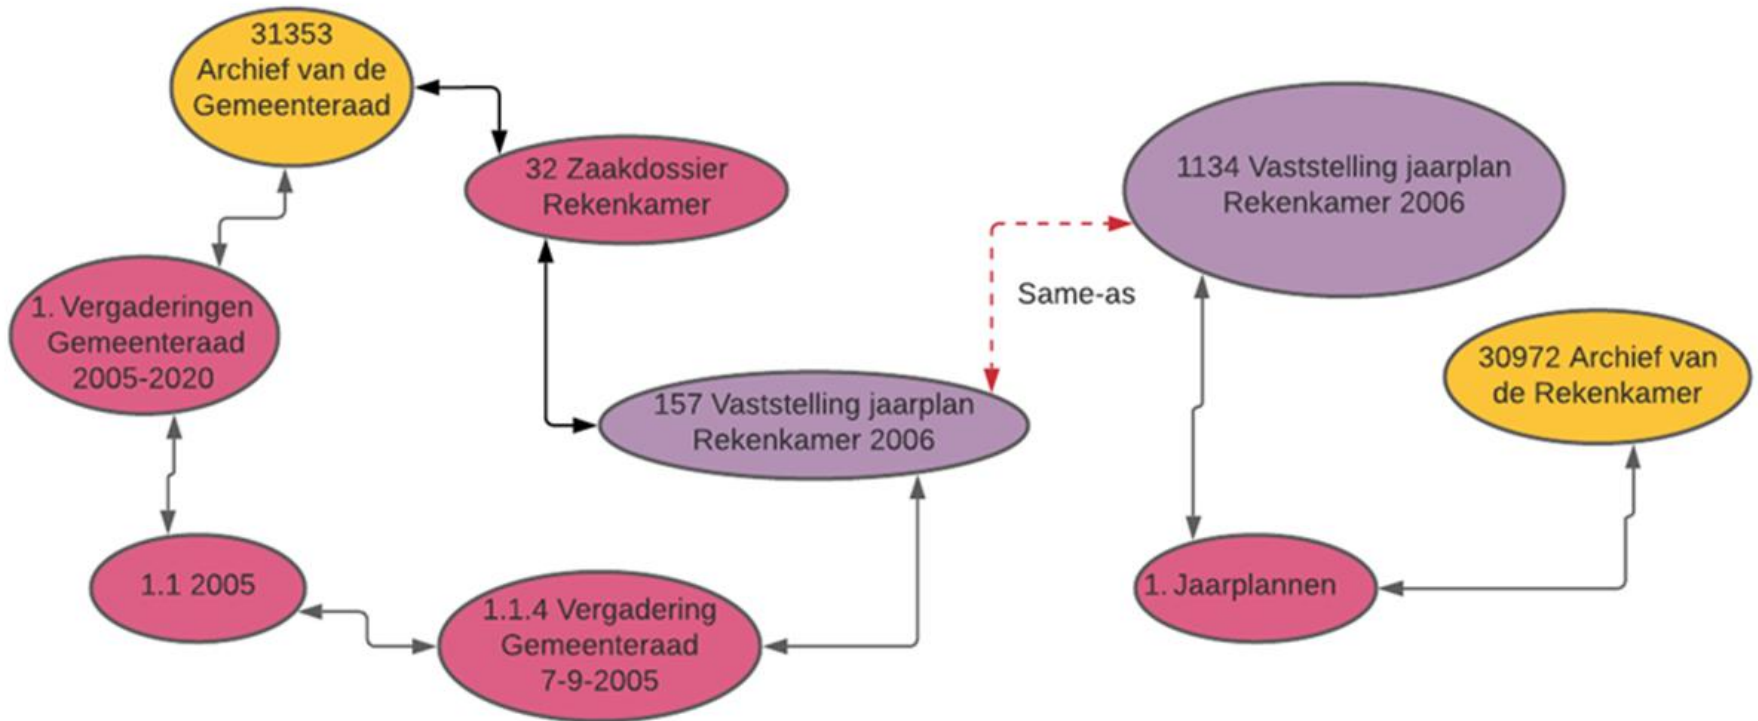 31353
Archief van de
Gemeenteraad
32 Zaakdossier
Rekenkamer
1. Vergaderingen
Gemeenteraad
2005-2020
157 Vaststelling jaarplan
Rekenkamer 2006
1.1 2005
1.1.4 Vergadering
Gemeenteraad
7-9-2005
Same-as
1134 Vaststelling jaarplan
Rekenkamer 2006
30972 Archief van
de Rekenkamer
1. Jaarplannen